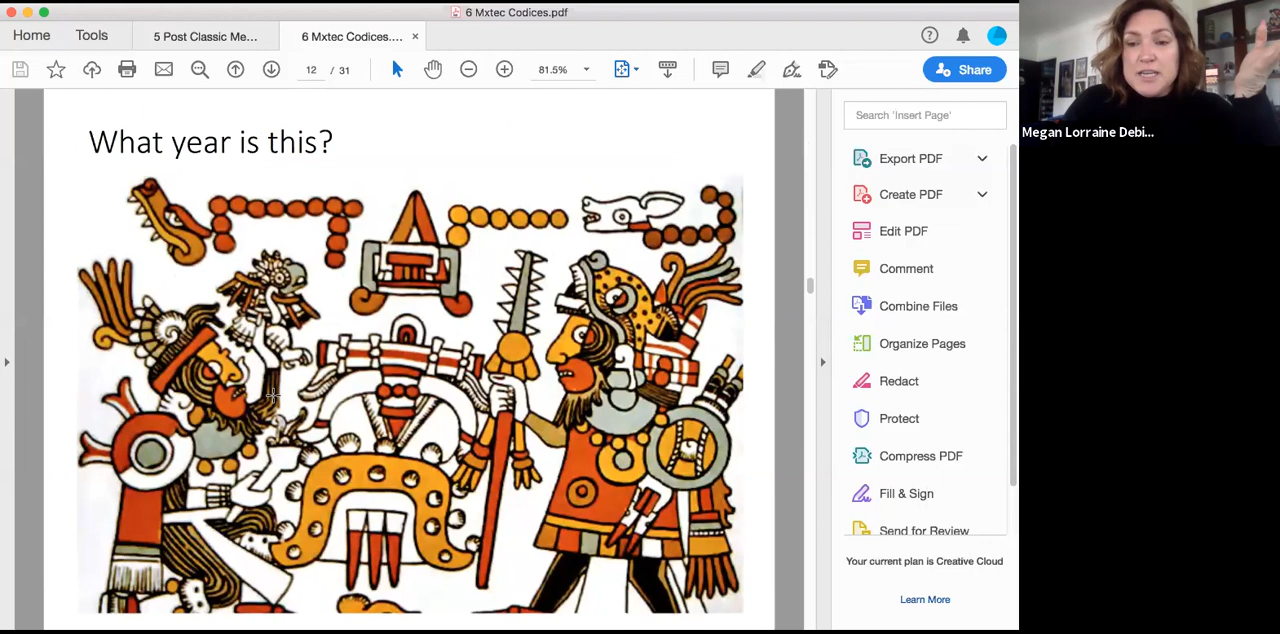 6 Mxtec Codices.pdf
Home
Tools
5 Post Classic Me...
6 Mxtec Codices....
12 / 31
81.5%
Share
What year is this?
Search 'Insert Page'
Export PDF
Create PDF
Edit PDF
Comment
Combine Files
Organize Pages
Redact
Protect
Compress PDF
Fill & Sign
Send for Review
Your current plan is Creative Cloud
Learn More
Megan Lorraine Debi...